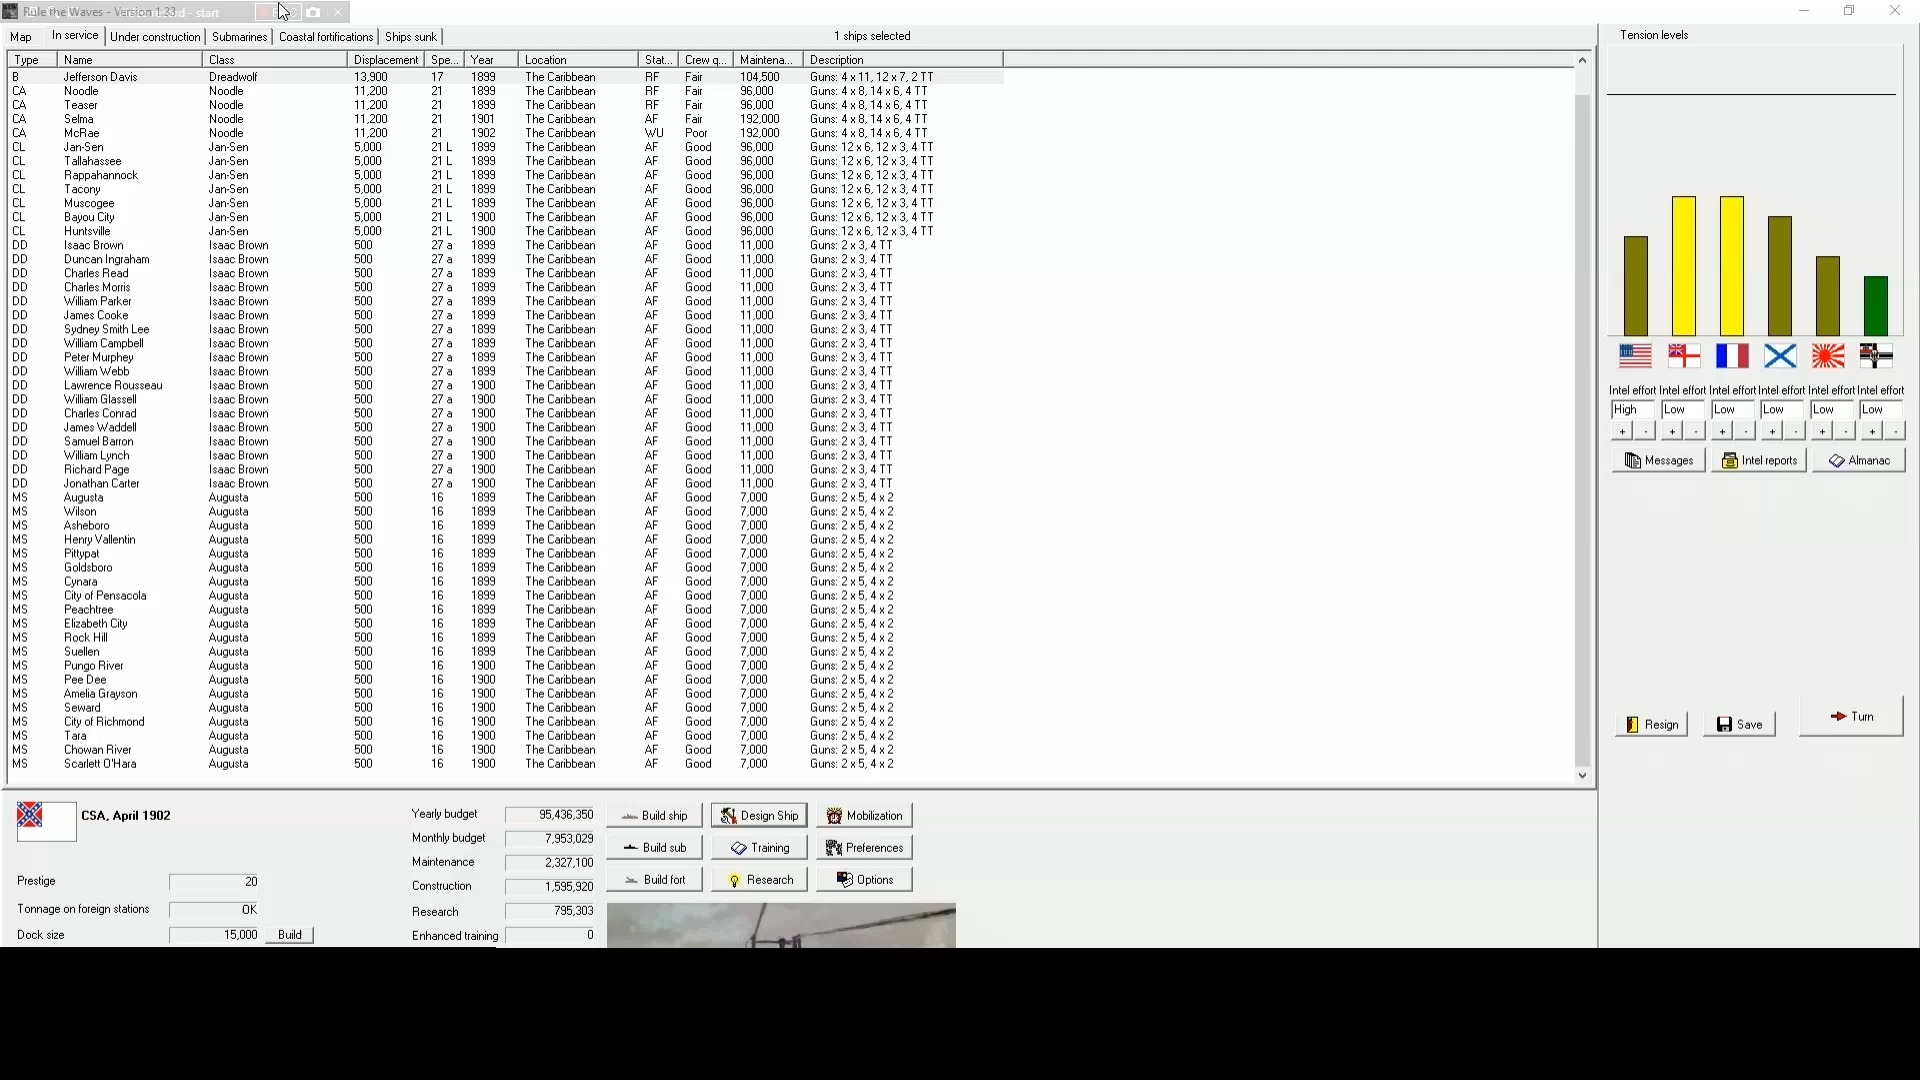 Rule the Waves - Version 1.33 - start
Map In service Under construction Submarines Coastal fortifications Ships sunk 1 ships selected Tension levels
Type Name Class Displacement Spe... Year Location Stat... Crew q... Maintena... Description
B Jefferson Davis Dreadwolf 13,900 17 1899 The Caribbean RF Fair 104,500 Guns: 4 x 11, 12 x 7, 2 TT
CA Noodle Noodle 11,200 21 1899 The Caribbean RF Fair 96,000 Guns: 4 x 8, 14 x 6, 4 TT
CA Teaser Noodle 11,200 21 1899 The Caribbean RF Fair 96,000 Guns: 4 x 8, 14 x 6, 4 TT
CA Selma Noodle 11,200 21 1901 The Caribbean AF Fair 192,000 Guns: 4 x 8, 14 x 6, 4 TT
CA McRae Noodle 11,200 21 1902 The Caribbean WU Poor 192,000 Guns: 4 x 8, 14 x 6, 4 TT
CL Jan-Sen Jan-Sen 5,000 21 L 1899 The Caribbean AF Good 96,000 Guns: 12 x 6, 12 x 3, 4 TT
CL Tallahassee Jan-Sen 5,000 21 L 1899 The Caribbean AF Good 96,000 Guns: 12 x 6, 12 x 3, 4 TT
CL Rappahannock Jan-Sen 5,000 21 L 1899 The Caribbean AF Good 96,000 Guns: 12 x 6, 12 x 3, 4 TT
CL Tacony Jan-Sen 5,000 21 L 1899 The Caribbean AF Good 96,000 Guns: 12 x 6, 12 x 3, 4 TT
CL Muscogee Jan-Sen 5,000 21 L 1899 The Caribbean AF Good 96,000 Guns: 12 x 6, 12 x 3, 4 TT
CL Bayou City Jan-Sen 5,000 21 L 1900 The Caribbean AF Good 96,000 Guns: 12 x 6, 12 x 3, 4 TT
CL Huntsville Jan-Sen 5,000 21 L 1900 The Caribbean AF Good 96,000 Guns: 12 x 6, 12 x 3, 4 TT
DD Isaac Brown Isaac Brown 500 27 a 1899 The Caribbean AF Good 11,000 Guns: 2 x 3, 4 TT
DD Duncan Ingraham Isaac Brown 500 27 a 1899 The Caribbean AF Good 11,000 Guns: 2 x 3, 4 TT
DD Charles Read Isaac Brown 500 27 a 1899 The Caribbean AF Good 11,000 Guns: 2 x 3, 4 TT
DD Charles Morris Isaac Brown 500 27 a 1899 The Caribbean AF Good 11,000 Guns: 2 x 3, 4 TT
DD William Parker Isaac Brown 500 27 a 1899 The Caribbean AF Good 11,000 Guns: 2 x 3, 4 TT
DD James Cooke Isaac Brown 500 27 a 1899 The Caribbean AF Good 11,000 Guns: 2 x 3, 4 TT
DD Sydney Smith Lee Isaac Brown 500 27 a 1899 The Caribbean AF Good 11,000 Guns: 2 x 3, 4 TT
DD William Campbell Isaac Brown 500 27 a 1899 The Caribbean AF Good 11,000 Guns: 2 x 3, 4 TT
DD Peter Murphey Isaac Brown 500 27 a 1899 The Caribbean AF Good 11,000 Guns: 2 x 3, 4 TT
DD William Webb Isaac Brown 500 27 a 1899 The Caribbean AF Good 11,000 Guns: 2 x 3, 4 TT
DD Lawrence Rousseau Isaac Brown 500 27 a 1900 The Caribbean AF Good 11,000 Guns: 2 x 3, 4 TT
DD William Glassell Isaac Brown 500 27 a 1900 The Caribbean AF Good 11,000 Guns: 2 x 3, 4 TT
DD Charles Conrad Isaac Brown 500 27 a 1900 The Caribbean AF Good 11,000 Guns: 2 x 3, 4 TT
DD James Waddell Isaac Brown 500 27 a 1900 The Caribbean AF Good 11,000 Guns: 2 x 3, 4 TT
DD Samuel Barron Isaac Brown 500 27 a 1900 The Caribbean AF Good 11,000 Guns: 2 x 3, 4 TT
DD William Lynch Isaac Brown 500 27 a 1900 The Caribbean AF Good 11,000 Guns: 2 x 3, 4 TT
DD Richard Page Isaac Brown 500 27 a 1900 The Caribbean AF Good 11,000 Guns: 2 x 3, 4 TT
DD Jonathan Carter Isaac Brown 500 27 a 1900 The Caribbean AF Good 11,000 Guns: 2 x 3, 4 TT
MS Augusta Augusta 500 16 1899 The Caribbean AF Good 7,000 Guns: 2 x 5, 4 x 2
MS Wilson Augusta 500 16 1899 The Caribbean AF Good 7,000 Guns: 2 x 5, 4 x 2
MS Asheboro Augusta 500 16 1899 The Caribbean AF Good 7,000 Guns: 2 x 5, 4 x 2
MS Henry Vallentin Augusta 500 16 1899 The Caribbean AF Good 7,000 Guns: 2 x 5, 4 x 2
MS Pittypat Augusta 500 16 1899 The Caribbean AF Good 7,000 Guns: 2 x 5, 4 x 2
MS Goldsboro Augusta 500 16 1899 The Caribbean AF Good 7,000 Guns: 2 x 5, 4 x 2
MS Cynara Augusta 500 16 1899 The Caribbean AF Good 7,000 Guns: 2 x 5, 4 x 2
MS City of Pensacola Augusta 500 16 1899 The Caribbean AF Good 7,000 Guns: 2 x 5, 4 x 2
MS Peachtree Augusta 500 16 1899 The Caribbean AF Good 7,000 Guns: 2 x 5, 4 x 2
MS Elizabeth City Augusta 500 16 1899 The Caribbean AF Good 7,000 Guns: 2 x 5, 4 x 2
MS Rock Hill Augusta 500 16 1899 The Caribbean AF Good 7,000 Guns: 2 x 5, 4 x 2
MS Suellen Augusta 500 16 1899 The Caribbean AF Good 7,000 Guns: 2 x 5, 4 x 2
MS Pungo River Augusta 500 16 1900 The Caribbean AF Good 7,000 Guns: 2 x 5, 4 x 2
MS Pee Dee Augusta 500 16 1900 The Caribbean AF Good 7,000 Guns: 2 x 5, 4 x 2
MS Amelia Grayson Augusta 500 16 1900 The Caribbean AF Good 7,000 Guns: 2 x 5, 4 x 2
MS Seward Augusta 500 16 1900 The Caribbean AF Good 7,000 Guns: 2 x 5, 4 x 2
MS City of Richmond Augusta 500 16 1900 The Caribbean AF Good 7,000 Guns: 2 x 5, 4 x 2
MS Tara Augusta 500 16 1900 The Caribbean AF Good 7,000 Guns: 2 x 5, 4 x 2
MS Chowan River Augusta 500 16 1900 The Caribbean AF Good 7,000 Guns: 2 x 5, 4 x 2
MS Scarlett O'Hara Augusta 500 16 1900 The Caribbean AF Good 7,000 Guns: 2 x 5, 4 x 2
Intel effort Intel effort Intel effort Intel effort Intel effort Intel effort
High Low Low Low Low Low
+ - + - + - + - + - + -
Messages Intel reports Almanac
Resign Save Turn
CSA, April 1902
Prestige 20
Tonnage on foreign stations OK
Dock size 15,000 Build
Yearly budget 95,436,350
Monthly budget 7,953,029
Maintenance 2,327,100
Construction 1,595,920
Research 795,303
Enhanced training 0
Build ship Design Ship Mobilization
Build sub Training Preferences
Build fort Research Options